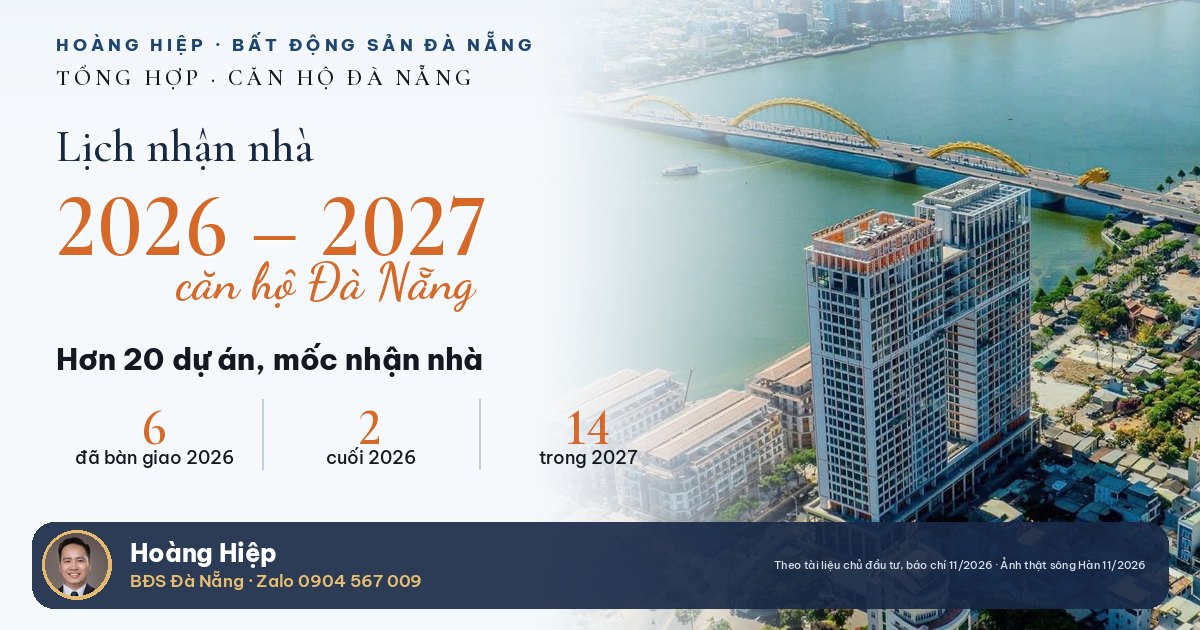 HOÀNG HIỆP · BẤT ĐỘNG SẢN ĐÀ NẴNG
TỔNG HỢP · CĂN HỘ ĐÀ NẴNG
Lịch nhận nhà
2026 – 2027
căn hộ Đà Nẵng
Hơn 20 dự án, mốc nhận nhà
6
đã bàn giao 2026
2
cuối 2026
14
trong 2027
Hoàng Hiệp
BĐS Đà Nẵng · Zalo 0904 567 009
Theo tài liệu chủ đầu tư, báo chí 11/2026 · Ảnh thật sông Hàn 11/2026